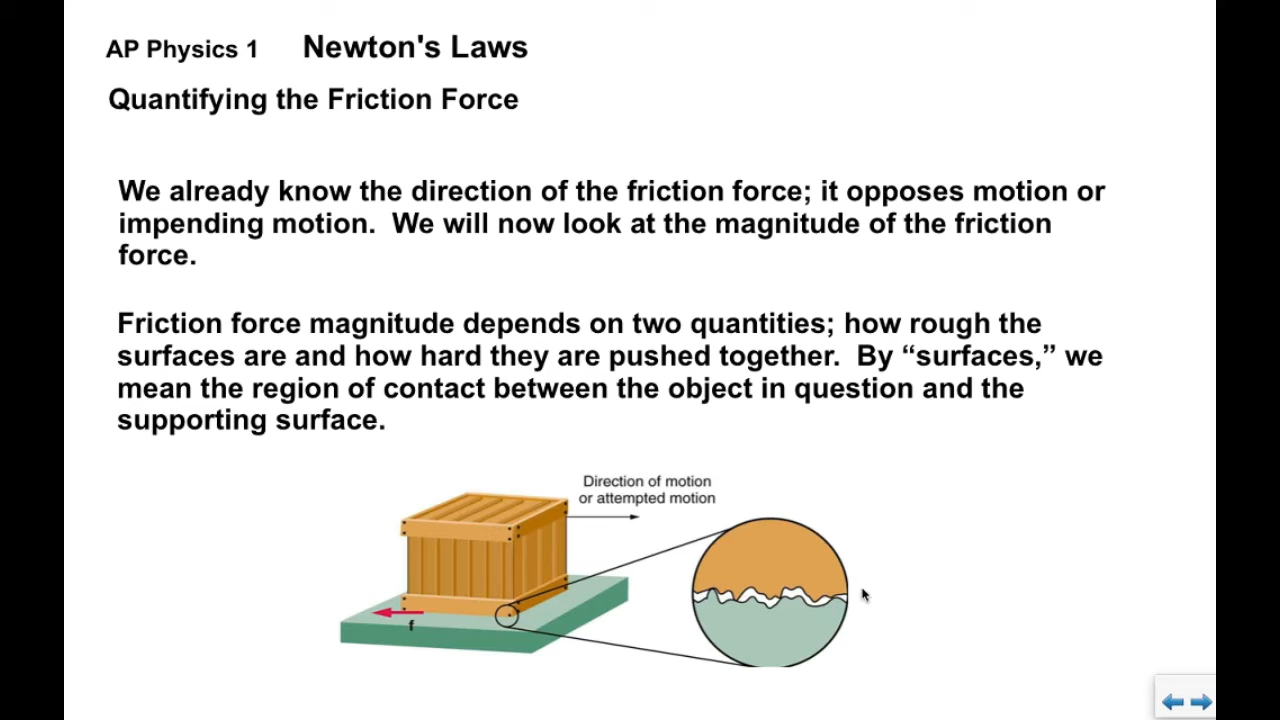 AP Physics 1 Newton's Laws
Quantifying the Friction Force
We already know the direction of the friction force; it opposes motion or
impending motion. We will now look at the magnitude of the friction
force.
Friction force magnitude depends on two quantities; how rough the
surfaces are and how hard they are pushed together. By “surfaces,” we
mean the region of contact between the object in question and the
supporting surface.
Direction of motion
or attempted motion
f